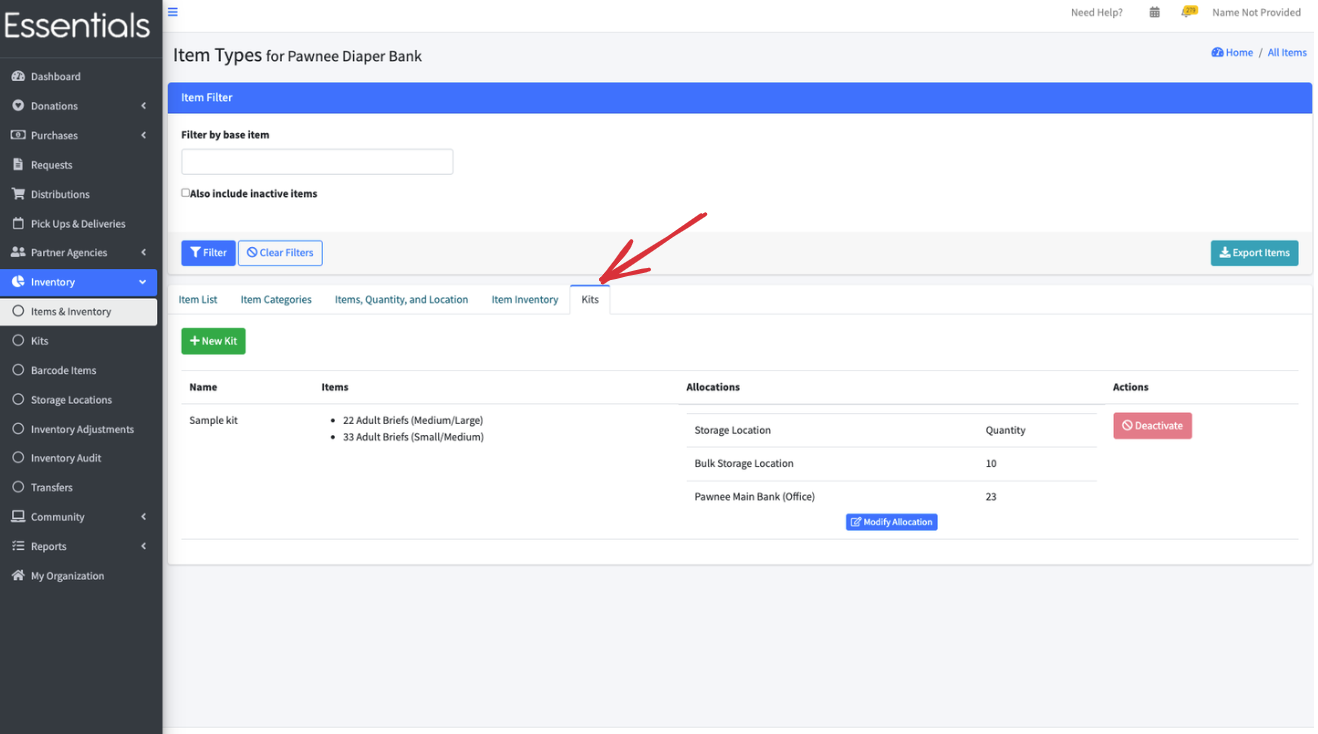 Essentials
Need Help?
279
Name Not Provided
Dashboard
Donations
Purchases
Requests
Distributions
Pick Ups & Deliveries
Partner Agencies
Inventory
Items & Inventory
Kits
Barcode Items
Storage Locations
Inventory Adjustments
Inventory Audit
Transfers
Community
Reports
My Organization
Item Types for Pawnee Diaper Bank
Home / All Items
Item Filter
Filter by base item
Also include inactive items
Filter Clear Filters Export Items
Item List Item Categories Items, Quantity, and Location Item Inventory Kits
New Kit
Name Items Allocations Actions
Sample kit
22 Adult Briefs (Medium/Large)
33 Adult Briefs (Small/Medium)
Storage Location Quantity
Bulk Storage Location 10
Pawnee Main Bank (Office) 23
Modify Allocation
Deactivate